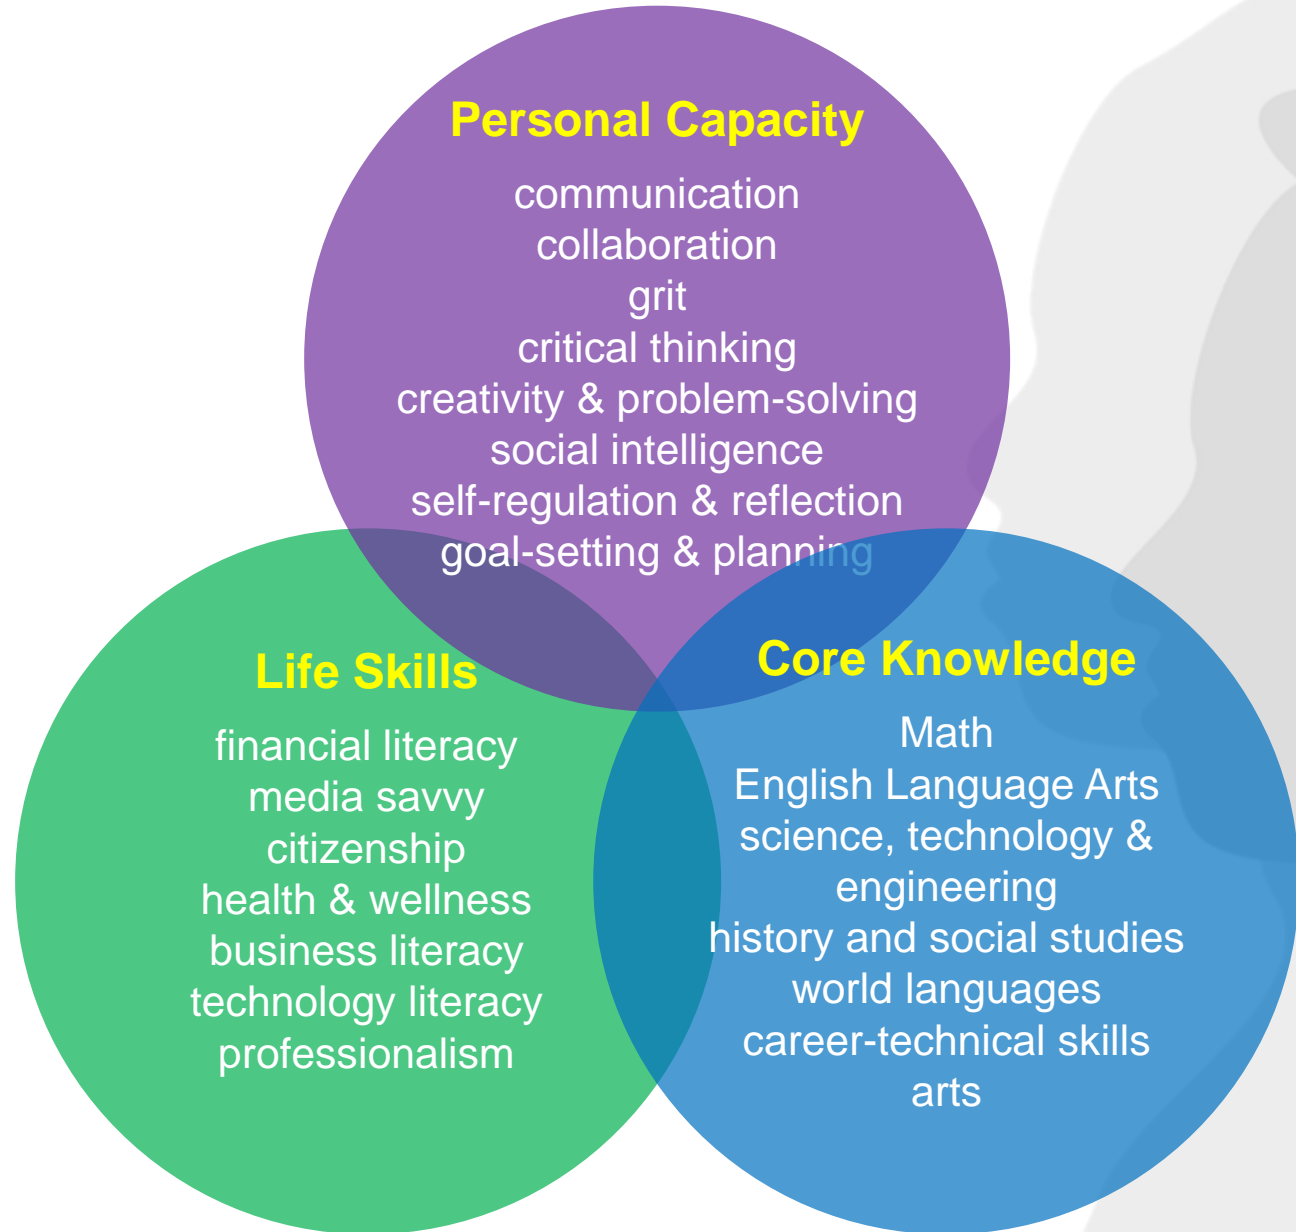 Personal Capacity
communication
collaboration
grit
critical thinking
creativity & problem-solving
social intelligence
self-regulation & reflection
goal-setting & planning
Life Skills
financial literacy
media savvy
citizenship
health & wellness
business literacy
technology literacy
professionalism
Core Knowledge
Math
English Language Arts
science, technology &
engineering
history and social studies
world languages
career-technical skills
arts